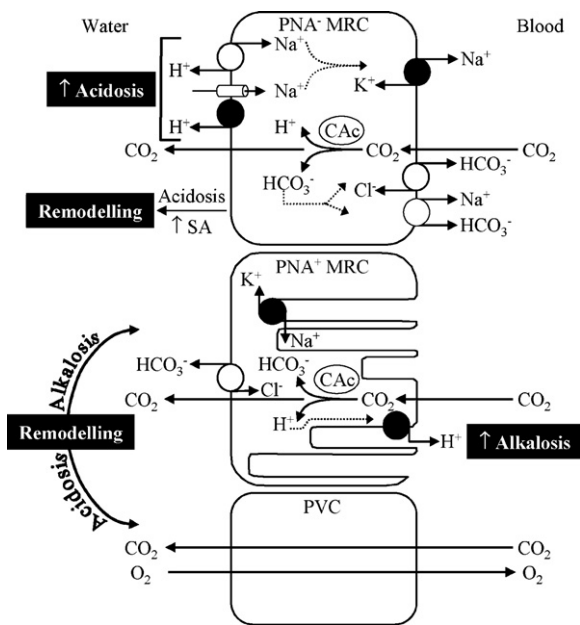 Water PNA⁻ MRC Blood
Na⁺ Na⁺
H⁺
↑ Acidosis Na⁺ K⁺
H⁺ H⁺ CAc
CO₂ CO₂ CO₂
HCO₃⁻
HCO₃⁻ Cl⁻
Acidosis
Remodelling Na⁺
↑ SA
HCO₃⁻
PNA⁺ MRC
K⁺
Na⁺
Alkalosis
HCO₃⁻ HCO₃⁻ CAc
Cl⁻
CO₂ CO₂ CO₂
Remodelling H⁺ H⁺ ↑ Alkalosis
Acidosis
PVC
CO₂ CO₂
O₂ O₂